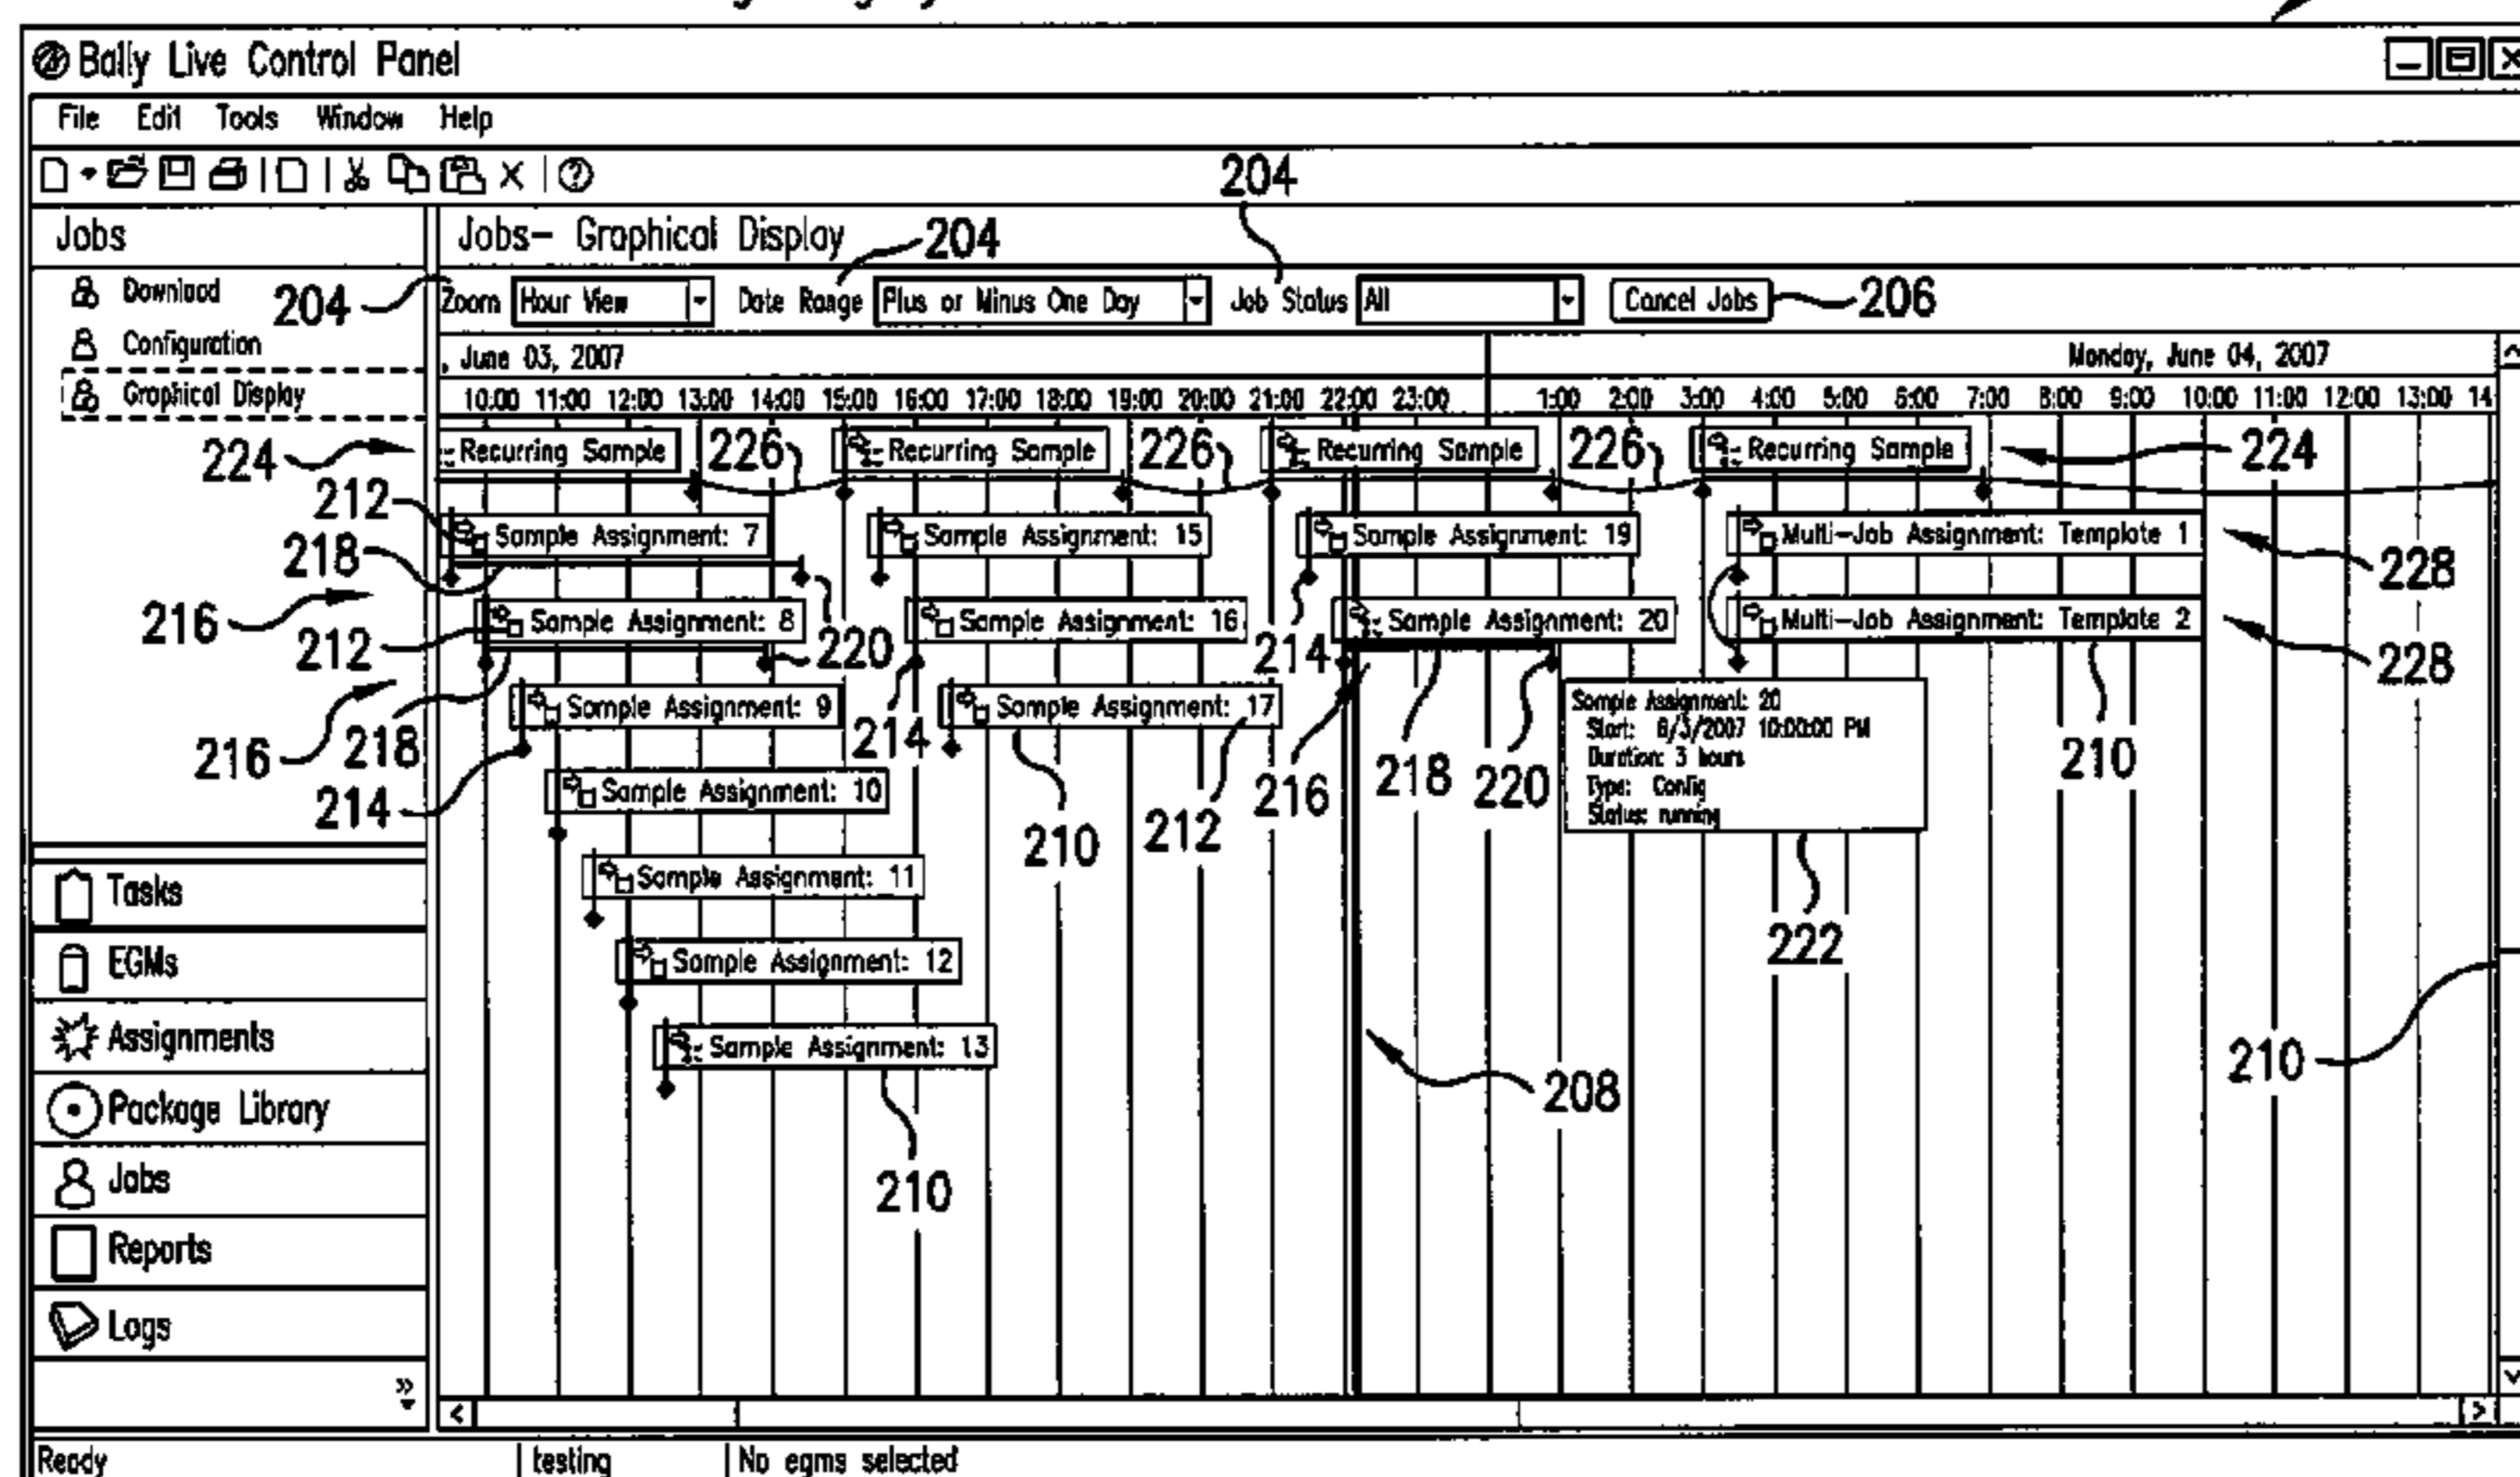 Bally Live Control Panel
File Edit Tools Window Help
204
Jobs
Jobs- Graphical Display
204
Download
204
Zoom Hour View Date Range Plus or Minus One Day Job Status All Cancel Jobs
206
Configuration
, June 03, 2007
Monday, June 04, 2007
Graphical Display
10:00 11:00 12:00 13:00 14:00 15:00 16:00 17:00 18:00 19:00 20:00 21:00 22:00 23:00 1:00 2:00 3:00 4:00 5:00 6:00 7:00 8:00 9:00 10:00 11:00 12:00 13:00 14
224 Recurring Sample 226 Recurring Sample 226 Recurring Sample 226 Recurring Sample 224
212
Sample Assignment: 7 Sample Assignment: 15 Sample Assignment: 19 Multi-Job Assignment: Template 1
218
228
216
Sample Assignment: 8 Sample Assignment: 16 Sample Assignment: 20 Multi-Job Assignment: Template 2
212
220
214
228
Sample Assignment: 9 Sample Assignment: 17
Sample Assignment: 20
Start: 6/3/2007 10:00:00 PM
Duration: 3 hours
Type: Config
Status: running
216
218
214
216
218
220
210
214
Sample Assignment: 10
210
212
Sample Assignment: 11
Tasks
222
EGMs
Sample Assignment: 12
Assignments
Sample Assignment: 13
210
208
Package Library
Jobs
210
Reports
Logs
Ready testing No egms selected